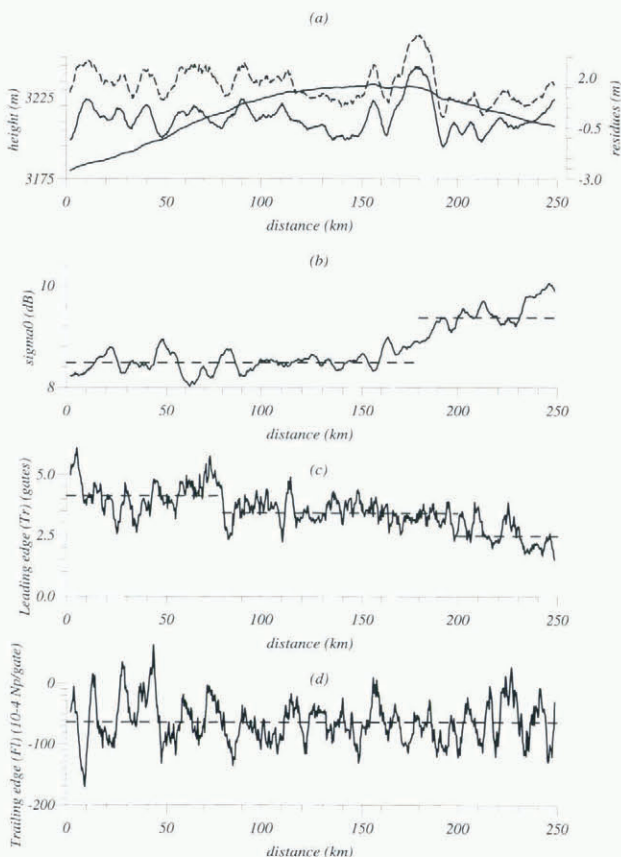 (a)
height (m)
3225
3175
2.0
-0.5
-3.0
residues (m)
0 50 100 150 200 250
distance (km)
(b)
sigma0 (dB)
10
8
0 50 100 150 200 250
distance (km)
(c)
Leading edge (Tr) (gates)
5.0
2.5
0.0
0 50 100 150 200 250
distance (km)
(d)
Trailing edge (Fl) (10-4 Np/gate)
0
-100
-200
0 50 100 150 200 250
distance (km)